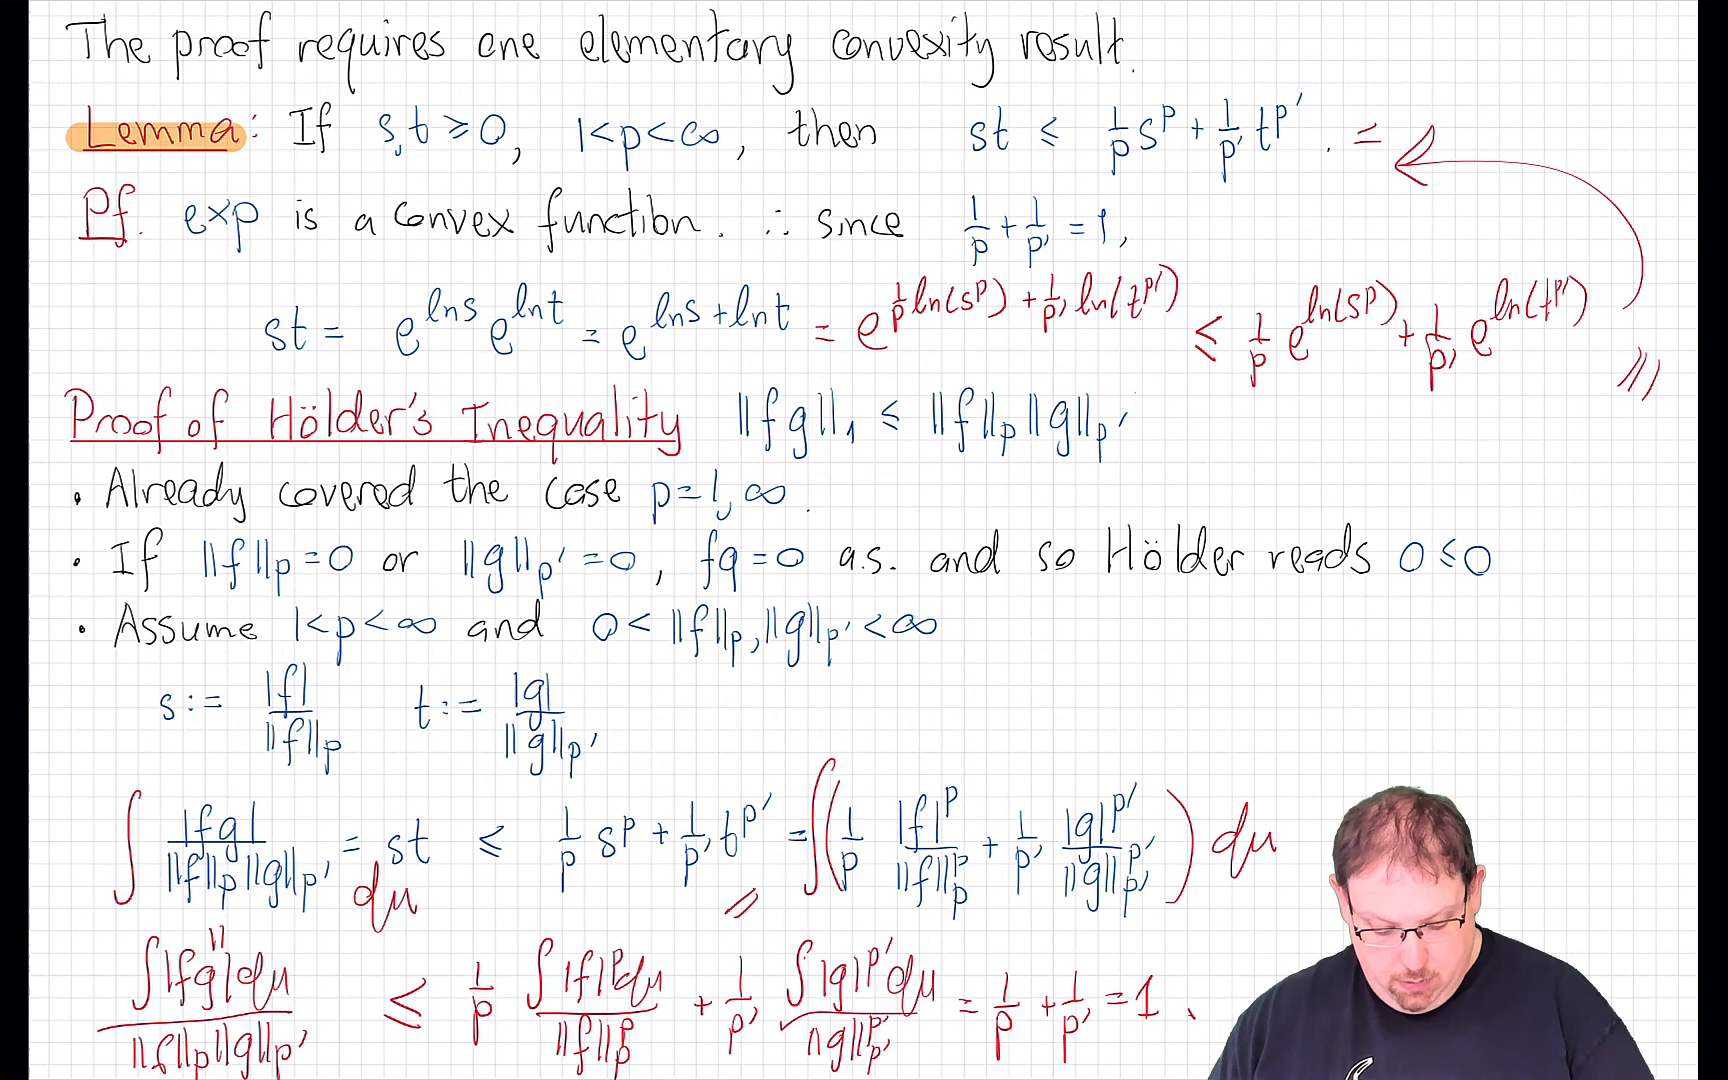 The proof requires one elementary convexity result.
Lemma: If s,t ≥ 0, 1<p<∞, then st ≤ 1/p s^p + 1/p' t^p' . =
Pf. exp is a convex function. ∴ since 1/p + 1/p' = 1,
st = e^{ln s} e^{ln t} = e^{ln s + ln t} = e^{1/p ln(s^p) + 1/p' ln(t^p')} ≤ 1/p e^{ln(s^p)} + 1/p' e^{ln(t^p')} ///
Proof of Hölder's Inequality ||fg||_1 ≤ ||f||_p ||g||_p'
• Already covered the case p=1,∞.
• If ||f||_p = 0 or ||g||_p' = 0, fg = 0 a.s. and so Hölder reads 0 ≤ 0
• Assume 1<p<∞ and 0 < ||f||_p, ||g||_p' < ∞
s := |f| / ||f||_p t := |g| / ||g||_p'
∫ |fg| / ||f||_p ||g||_p' dμ = st ≤ 1/p s^p + 1/p' t^p' = ∫ ( 1/p |f|^p / ||f||_p^p + 1/p' |g|^p' / ||g||_p'^p' ) dμ
∫|fg|dμ / ||f||_p ||g||_p' ≤ 1/p ∫|f|^p dμ / ||f||_p^p + 1/p' ∫|g|^p' dμ / ||g||_p'^p' = 1/p + 1/p' = 1.